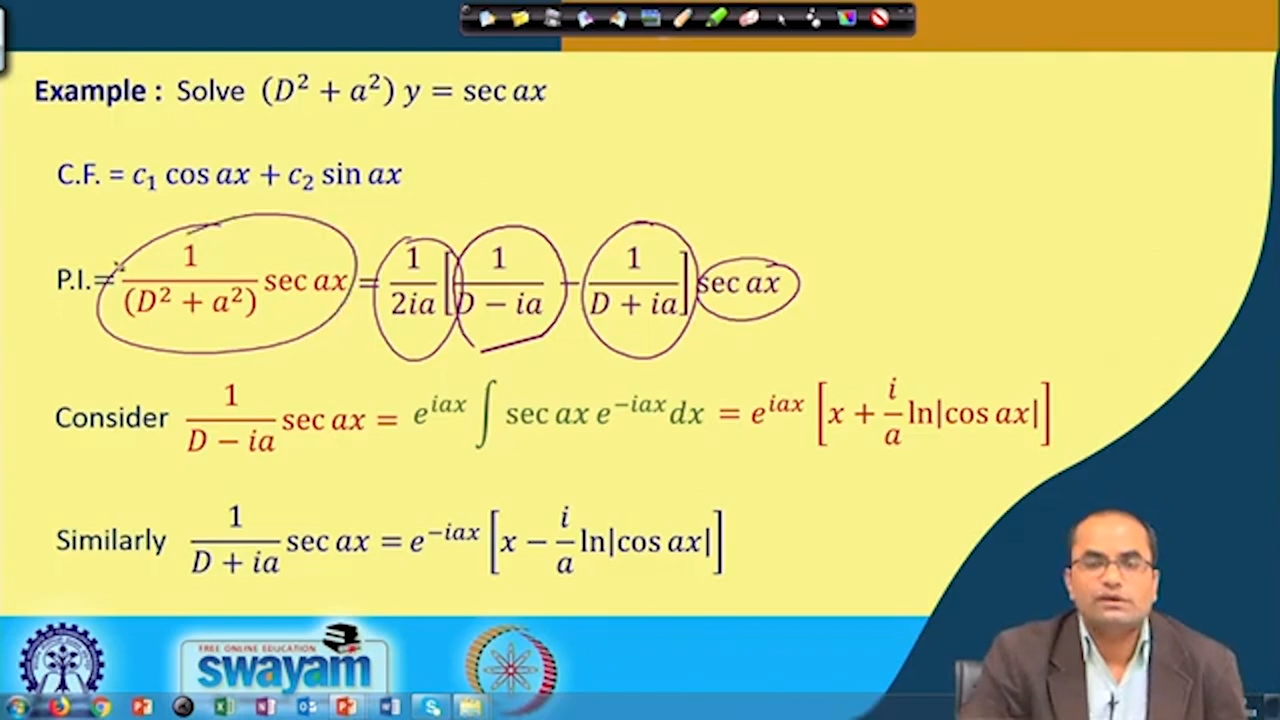 Example : Solve (D² + a²) y = sec ax
C.F. = c₁ cos ax + c₂ sin ax
P.I.= 1/(D² + a²) sec ax = 1/2ia [1/D − ia − 1/D + ia] sec ax
Consider 1/D − ia sec ax = e^{iax} ∫ sec ax e^{−iax} dx = e^{iax} [x + i/a ln|cos ax|]
Similarly 1/D + ia sec ax = e^{−iax} [x − i/a ln|cos ax|]
FREE ONLINE EDUCATION
swayam